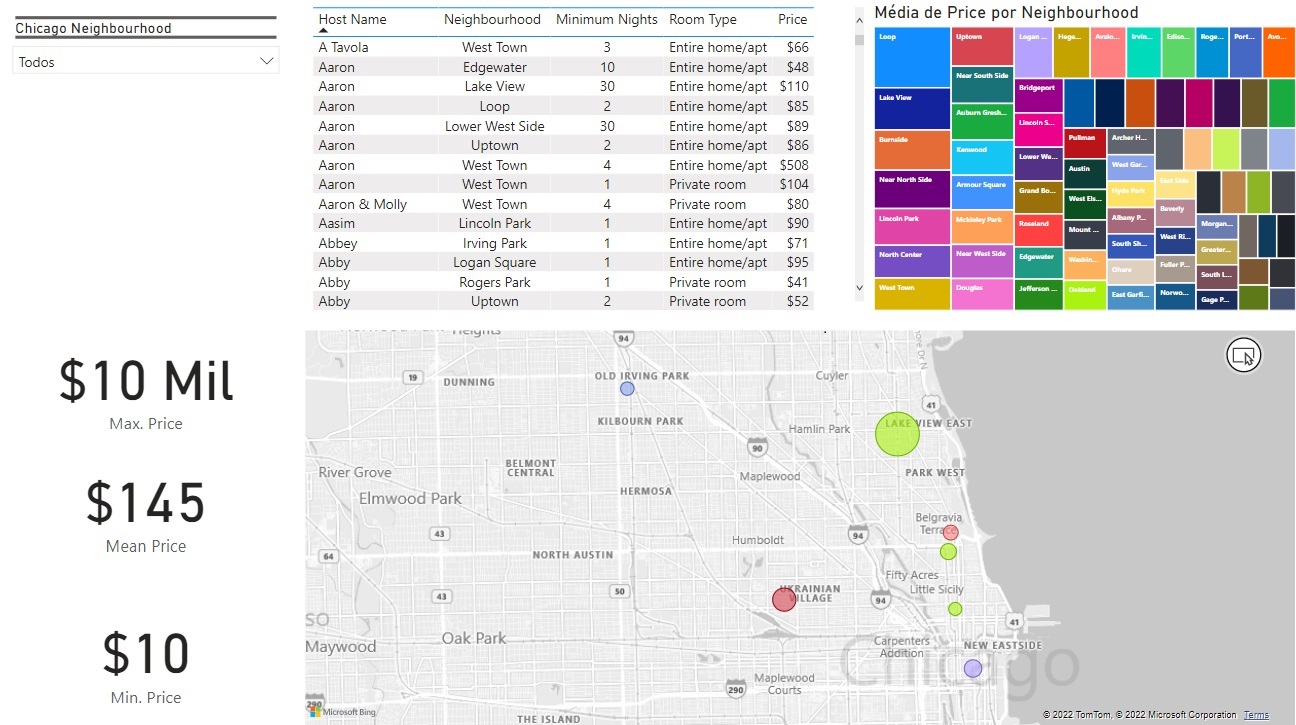 Chicago Neighbourhood
Todos
Host Name Neighbourhood Minimum Nights Room Type Price
A Tavola West Town 3 Entire home/apt $66
Aaron Edgewater 10 Entire home/apt $48
Aaron Lake View 30 Entire home/apt $110
Aaron Loop 2 Entire home/apt $85
Aaron Lower West Side 30 Entire home/apt $89
Aaron Uptown 2 Entire home/apt $86
Aaron West Town 4 Entire home/apt $508
Aaron West Town 1 Private room $104
Aaron & Molly West Town 4 Private room $80
Aasim Lincoln Park 1 Entire home/apt $90
Abbey Irving Park 1 Entire home/apt $71
Abby Logan Square 1 Entire home/apt $95
Abby Rogers Park 1 Private room $41
Abby Uptown 2 Private room $52
Média de Price por Neighbourhood
Loop
Lake View
Burnside
Near North Side
Lincoln Park
North Center
West Town
Uptown
Near South Side
Auburn Gresh...
Kenwood
Armour Square
McKinley Park
Near West Side
Douglas
Logan ...
Hege...
Avalo...
Irvin...
Ediso...
Roge...
Port...
Avo...
Bridgeport
Lincoln S...
Lower We...
Grand Bo...
Roseland
Edgewater
Jefferson ...
Pullman
Austin
West Els...
Mount ...
Washin...
Oakland
Archer H...
West Gar...
Hyde Park
Albany P...
South Sh...
Ohare
East Garfi...
East Side
Beverly
West Ri...
Fuller P...
Norwo...
Morgan...
Greater...
South L...
Gage P...
$10 Mil
Max. Price
$145
Mean Price
$10
Min. Price
Heights
94
19
DUNNING
OLD IRVING PARK
Cuyler
41
KILBOURN PARK
Hamlin Park
LAKE VIEW EAST
90
River Grove
BELMONT
CENTRAL
Maplewood
PARK WEST
Elmwood Park
HERMOSA
Belgravia
Terrace
43
94
Humboldt
64
NORTH AUSTIN
Fifty Acres
Little Sicily
50
UKRAINIAN
VILLAGE
43
94
41
SO
Maywood
Oak Park
Carpenters
Addition
NEW EASTSIDE
Chicago
290
Maplewood
Courts
290
Microsoft Bing
THE ISLAND
© 2022 TomTom, © 2022 Microsoft Corporation Terms